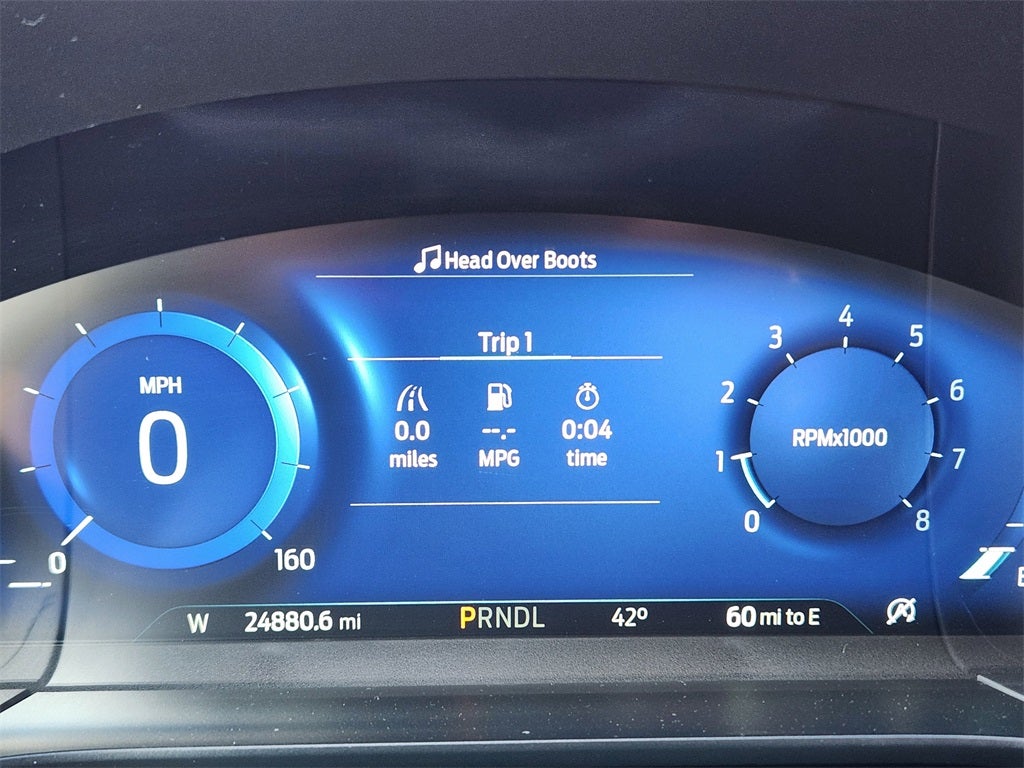 Head Over Boots
Trip 1
MPH
0
0
160
0.0
miles
--.-
MPG
0:04
time
RPMx1000
0
1
2
3
4
5
6
7
8
W 24880.6 mi PRNDL 42º 60 mi to E
E